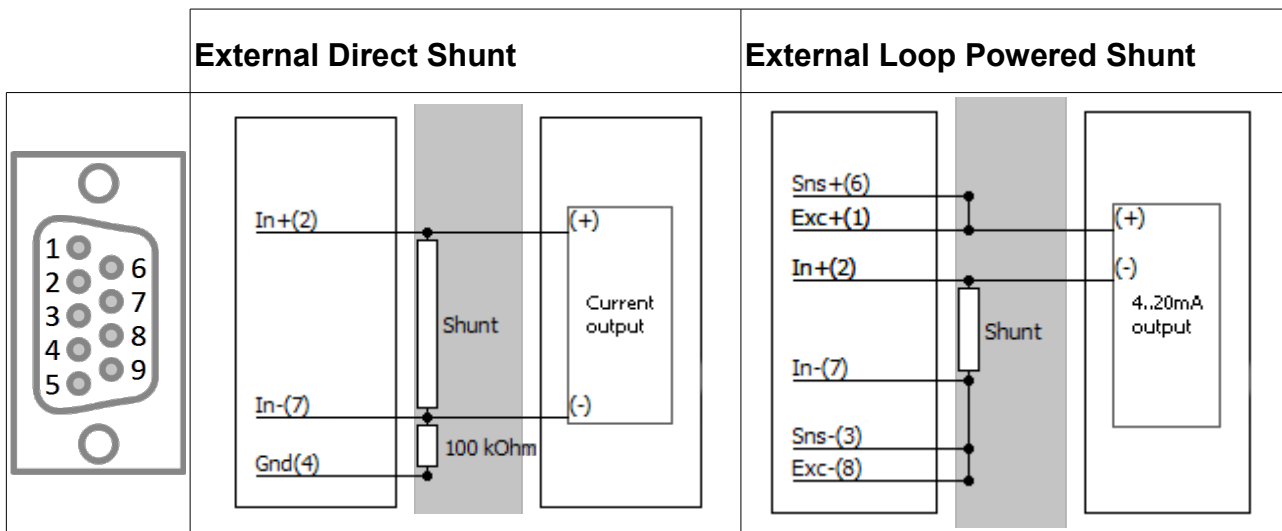 External Direct Shunt
External Loop Powered Shunt
1
2
3
4
5
6
7
8
9
In+(2)
In-(7)
Gnd(4)
Shunt
100 kOhm
(+)
(-)
Current
output
Sns+(6)
Exc+(1)
In+(2)
In-(7)
Sns-(3)
Exc-(8)
Shunt
(+)
(-)
4..20mA
output